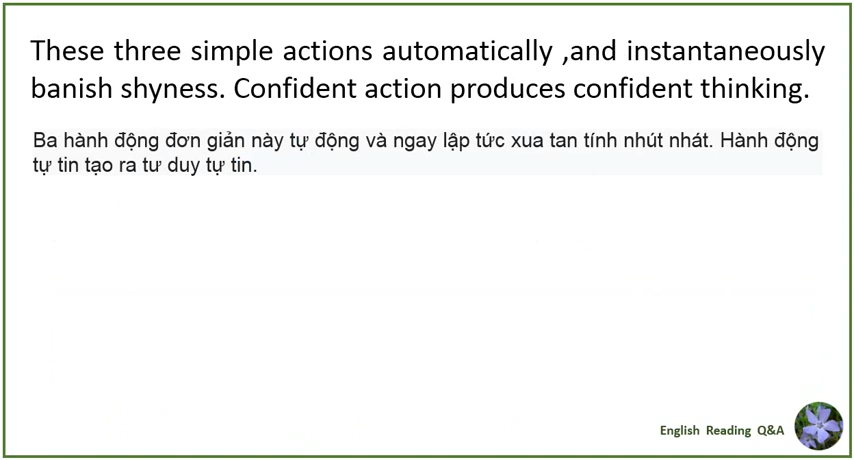 These three simple actions automatically ,and instantaneously
banish shyness. Confident action produces confident thinking.
Ba hành động đơn giản này tự động và ngay lập tức xua tan tính nhút nhát. Hành động
tự tin tạo ra tư duy tự tin.
English Reading Q&A